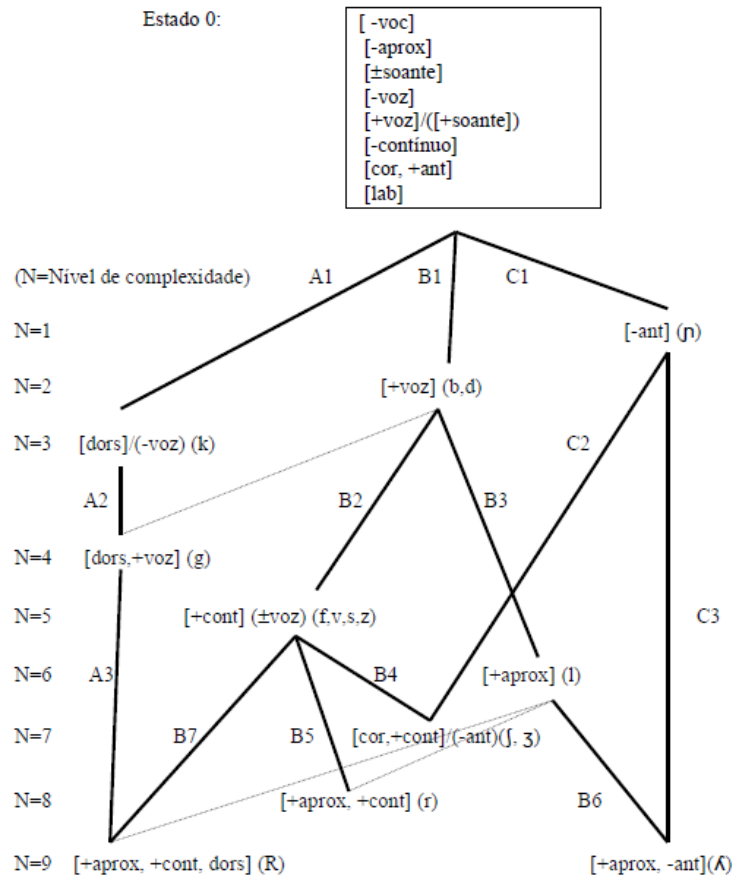 Estado 0:
[ -voc]
[-aprox]
[±soante]
[-voz]
[+voz]/([+soante])
[-contínuo]
[cor, +ant]
[lab]
(N=Nível de complexidade) A1 B1 C1
N=1 [-ant] (ɲ)
N=2 [+voz] (b,d)
N=3 [dors]/(-voz) (k) C2
A2 B2 B3
N=4 [dors,+voz] (g)
N=5 [+cont] (±voz) (f,v,s,z) C3
N=6 A3 B4 [+aprox] (l)
N=7 B7 B5 [cor,+cont]/(-ant)(ʃ, ʒ)
N=8 [+aprox, +cont] (r) B6
N=9 [+aprox, +cont, dors] (R) [+aprox, -ant](ʎ)